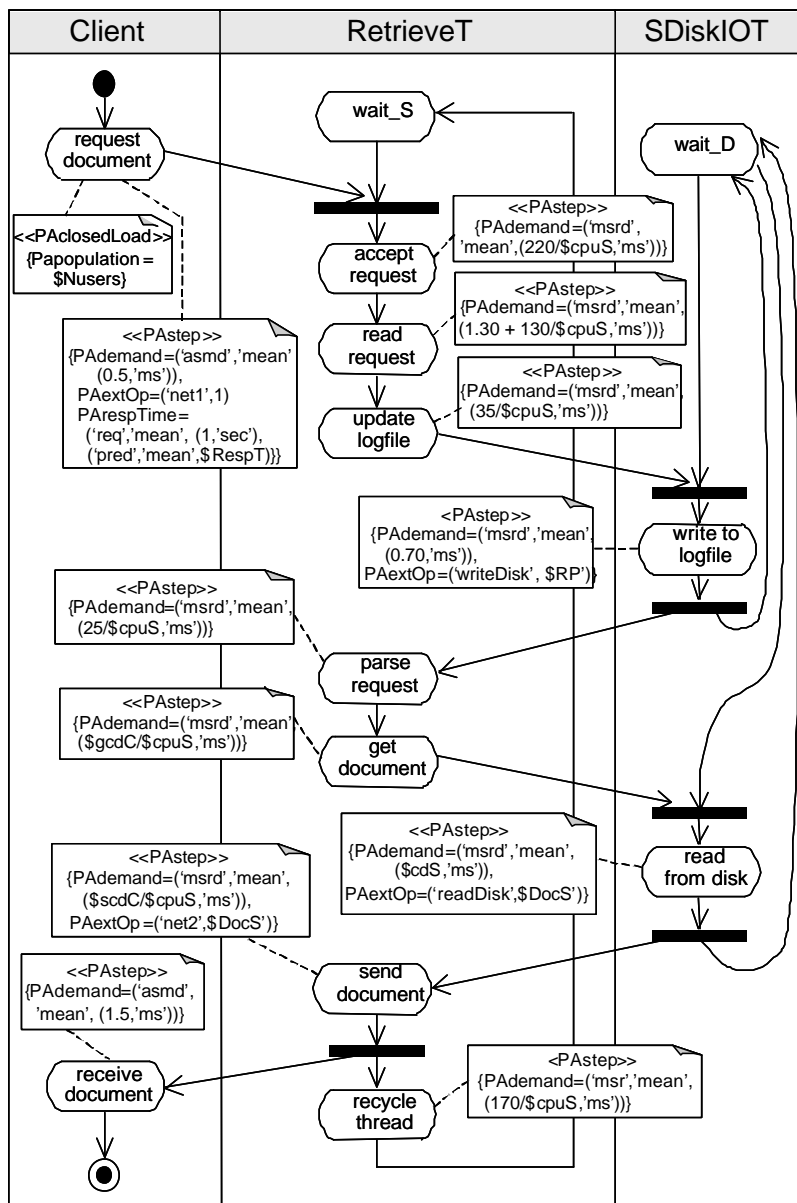 Client
RetrieveT
SDiskIOT
request
document
wait_S
wait_D
<<PAclosedLoad>>
{Papopulation =
$Nusers}
<<PAstep>>
{PAdemand=(‘msrd’,
’mean’,(220/$cpuS,’ms’))}
accept
request
<<PAstep>>
{PAdemand=(‘msrd’,’mean’,
(1.30 + 130/$cpuS,’ms’))}
read
request
<<PAstep>>
{PAdemand=(‘asmd’,’mean’
(0.5,’ms’)),
PAextOp=(‘net1’,1)
PArespTime=
(‘req’,’mean’, (1,’sec’),
(‘pred’,’mean’,$RespT)}}
<<PAstep>>
{PAdemand=(‘msrd’,’mean’,
(35/$cpuS,’ms’))}
update
logfile
<<PAstep>>
{PAdemand=(‘msrd’,’mean’,
(0.70,’ms’)),
PAextOp=(‘writeDisk’, $RP’)}
write to
logfile
<<PAstep>>
{PAdemand=(‘msrd’,’mean’,
(25/$cpuS,’ms’))}
parse
request
<<PAstep>>
{PAdemand=(‘msrd’,’mean’
($gcdC/$cpuS,’ms’))}
get
document
<<PAstep>>
{PAdemand=(‘msrd’,’mean’,
($cdS,’ms’)),
PAextOp=(‘readDisk’,$DocS’)}
read
from disk
<<PAstep>>
{PAdemand=(‘msrd’,’mean’,
($scdC/$cpuS,’ms’)),
PAextOp=(‘net2’,$DocS’)}
send
document
<<PAstep>>
{PAdemand=(‘asmd’,
’mean’, (1.5,’ms’))}
receive
document
<PAstep>>
{PAdemand=(‘msr’,’mean’,
(170/$cpuS,’ms’))}
recycle
thread